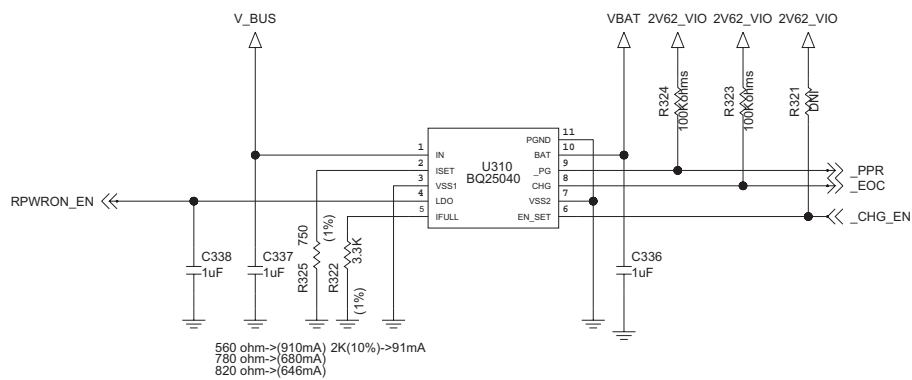 V_BUS
VBAT
2V62_VIO
2V62_VIO
2V62_VIO
R324
100Kohms
R323
100Kohms
R321
DNI
U310
BQ25040
1 IN
2 ISET
3 VSS1
4 LDO
5 IFULL
PGND 11
BAT 10
_PG 9
CHG 8
VSS2 7
EN_SET 6
_PPR
_EOC
_CHG_EN
RPWRON_EN
C338
1uF
C337
1uF
R325
750
(1%)
R322
3.3K
(1%)
C336
1uF
560 ohm->(910mA) 2K(10%)->91mA
780 ohm->(680mA)
820 ohm->(646mA)